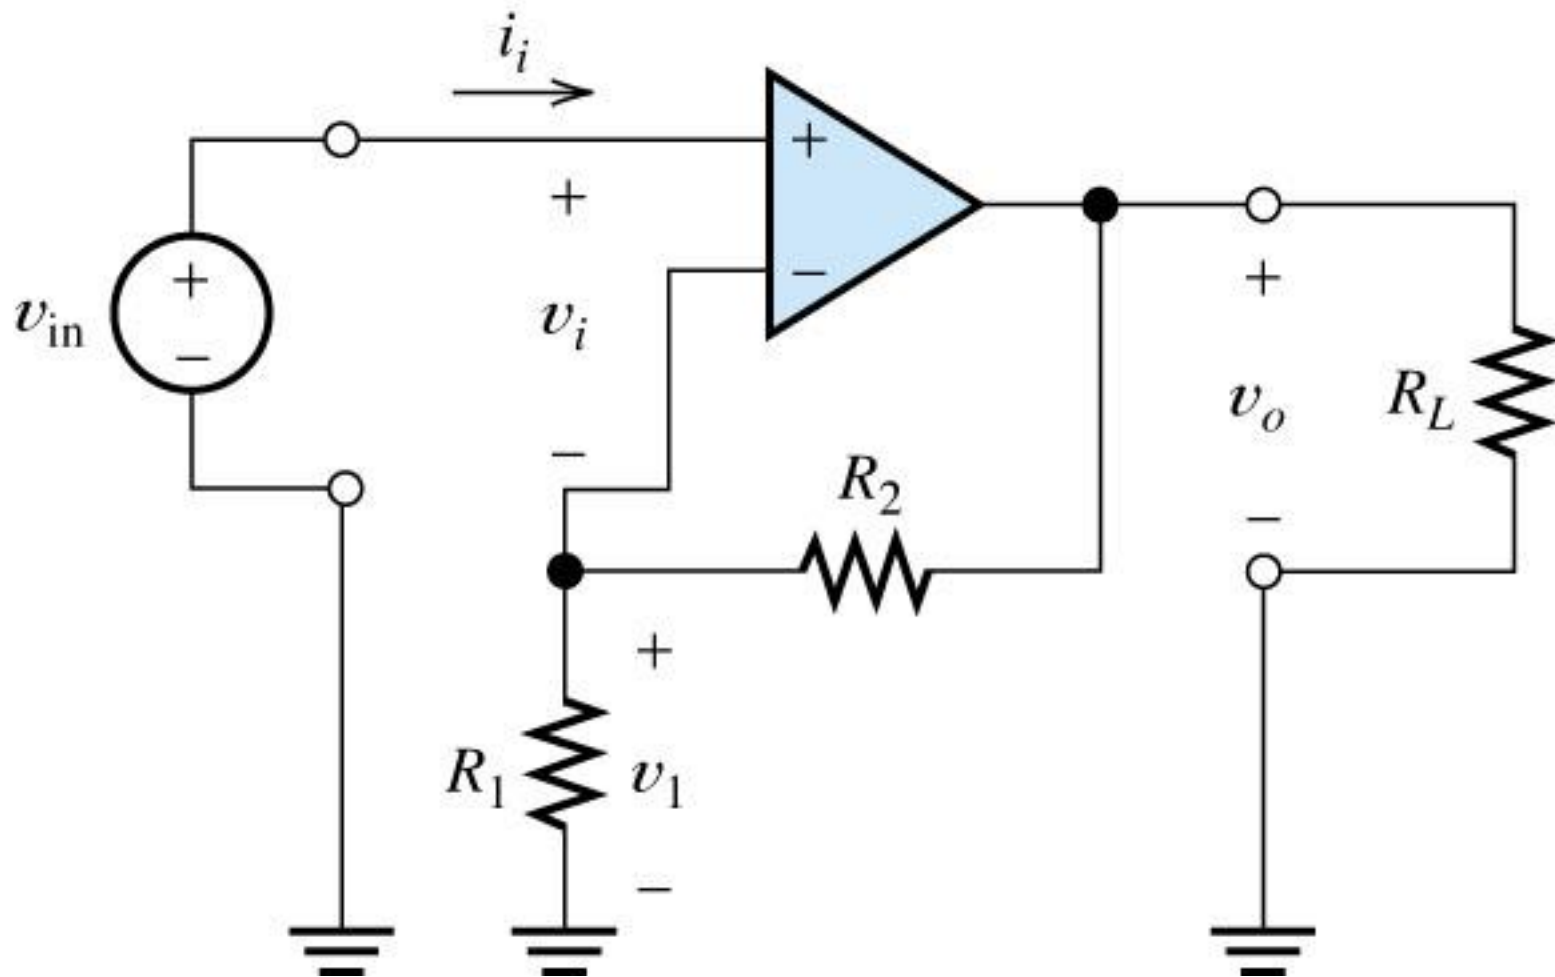 i_i
+
+
v_in
+
−
v_i
−
−
+
v_o
−
R_L
R_2
+
R_1
v_1
−